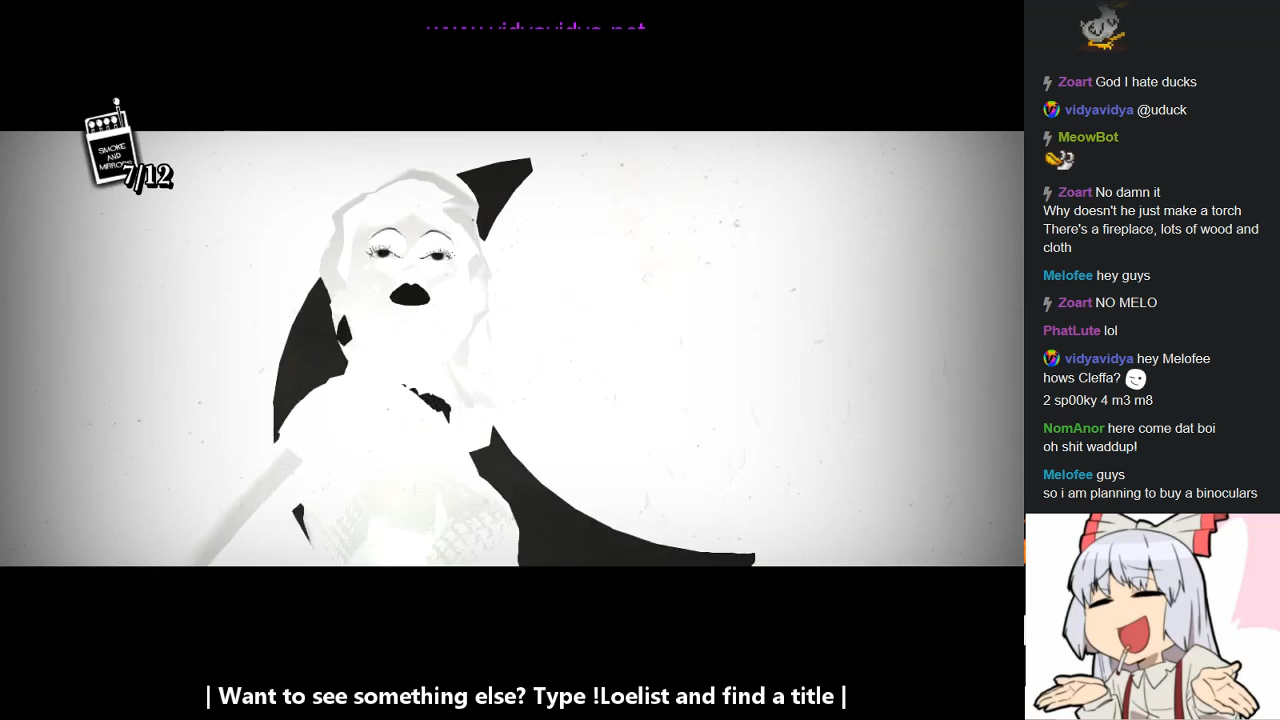 www.vidyavidya.net
SMOKE
AND
MIRRORS
7/12
Zoart God I hate ducks
vidyavidya @uduck
MeowBot
Zoart No damn it
Why doesn't he just make a torch
There's a fireplace, lots of wood and
cloth
Melofee hey guys
Zoart NO MELO
PhatLute lol
vidyavidya hey Melofee
hows Cleffa?
2 sp00ky 4 m3 m8
NomAnor here come dat boi
oh shit waddup!
Melofee guys
so i am planning to buy a binoculars
| Want to see something else? Type !Loelist and find a title |